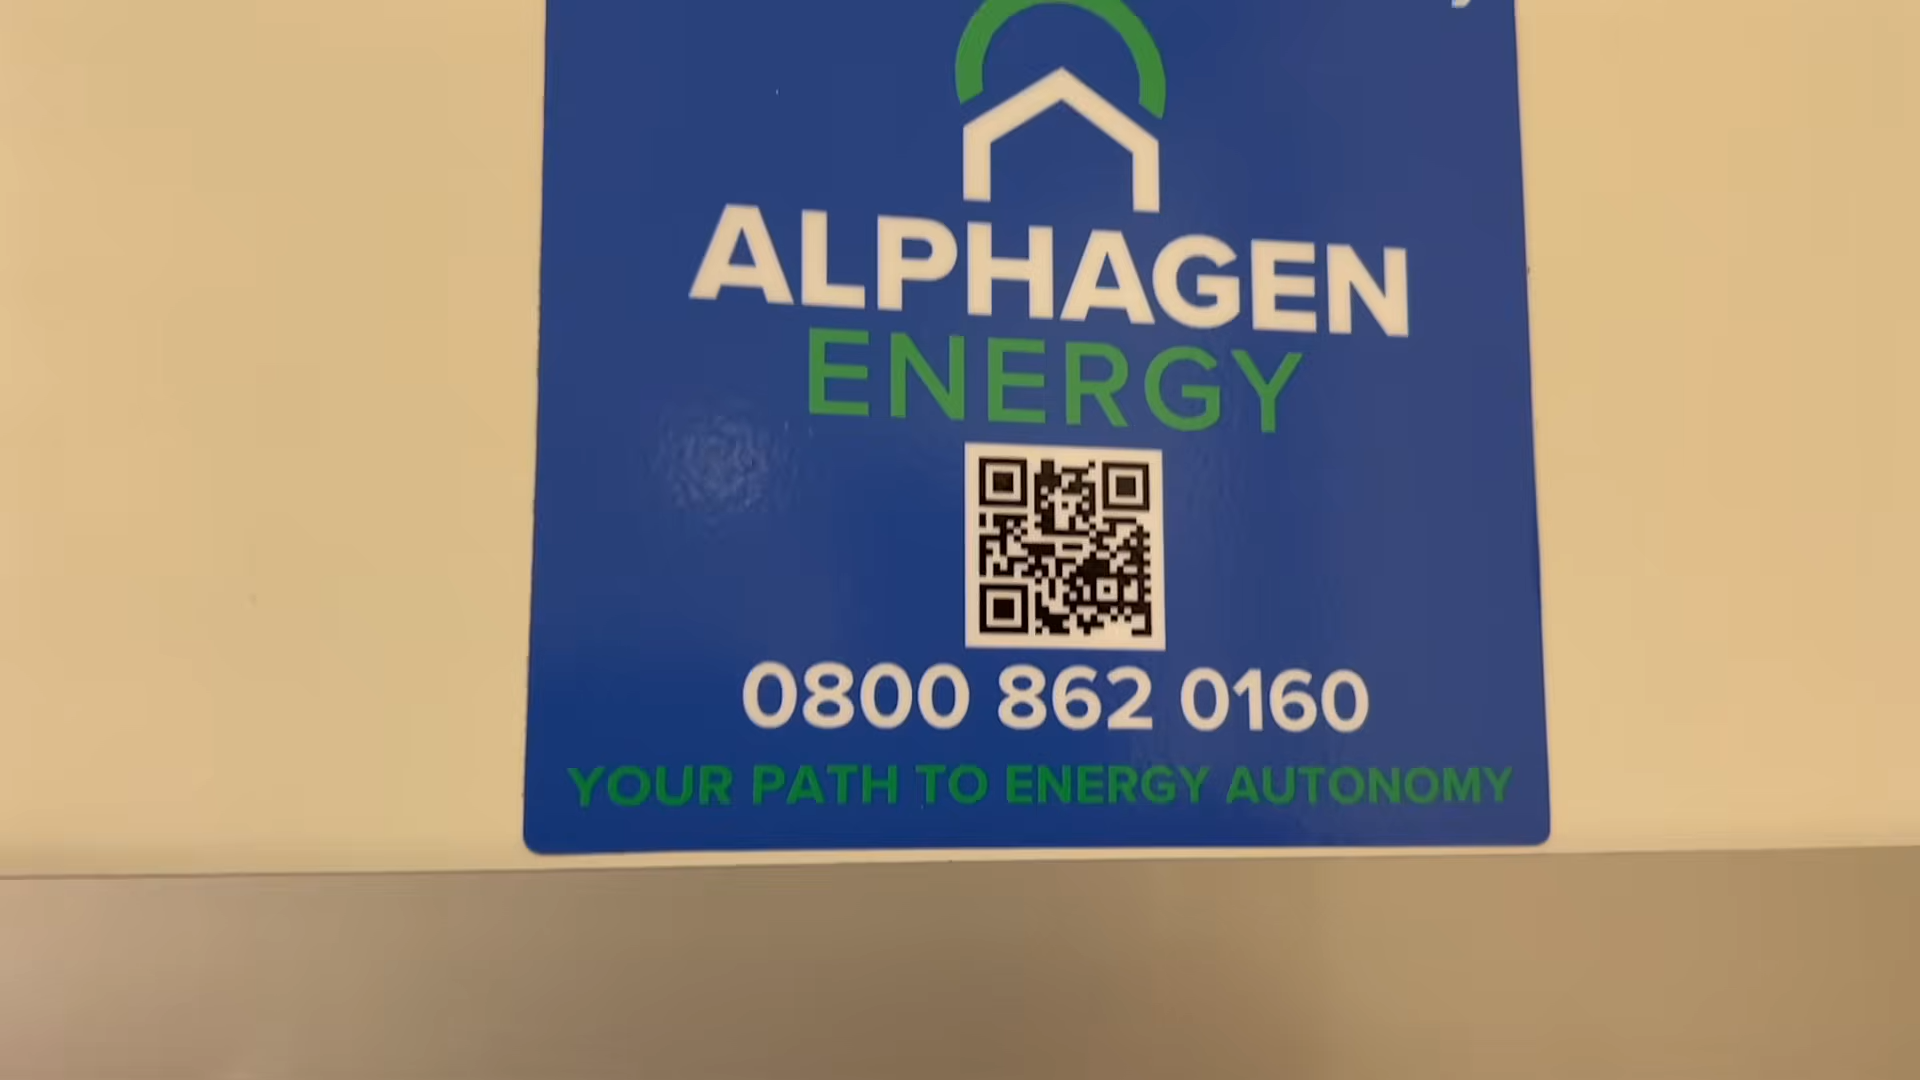 ALPHAGEN
ENERGY
0800 862 0160
YOUR PATH TO ENERGY AUTONOMY